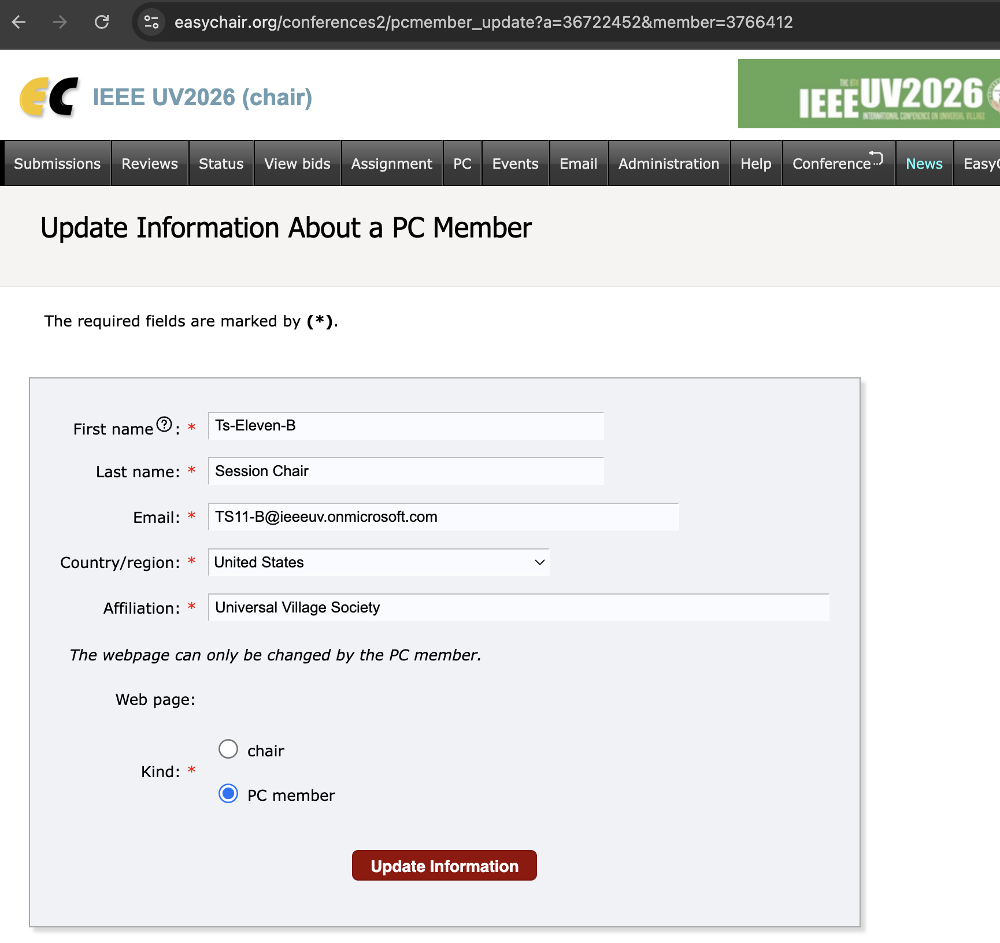 easychair.org/conferences2/pcmember_update?a=36722452&member=3766412
EC IEEE UV2026 (chair)
THE 8TH
IEEE UV2026
INTERNATIONAL CONFERENCE ON UNIVERSAL VILLAGE
Submissions Reviews Status View bids Assignment PC Events Email Administration Help Conference News EasyC
Update Information About a PC Member
The required fields are marked by (*).
First name ? : * Ts-Eleven-B
Last name: * Session Chair
Email: * TS11-B@ieeeuv.onmicrosoft.com
Country/region: * United States
Affiliation: * Universal Village Society
The webpage can only be changed by the PC member.
Web page:
chair
Kind: *
PC member
Update Information